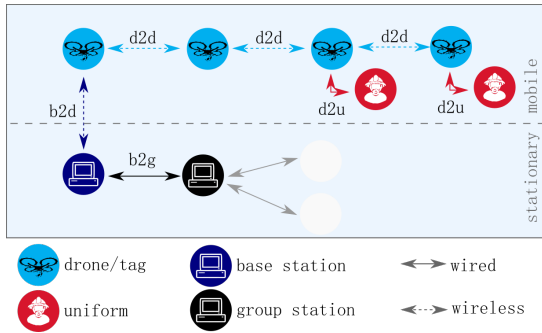 d2d
d2d
d2d
d2u
d2u
b2d
mobile
stationary
b2g
drone/tag
base station
wired
uniform
group station
wireless